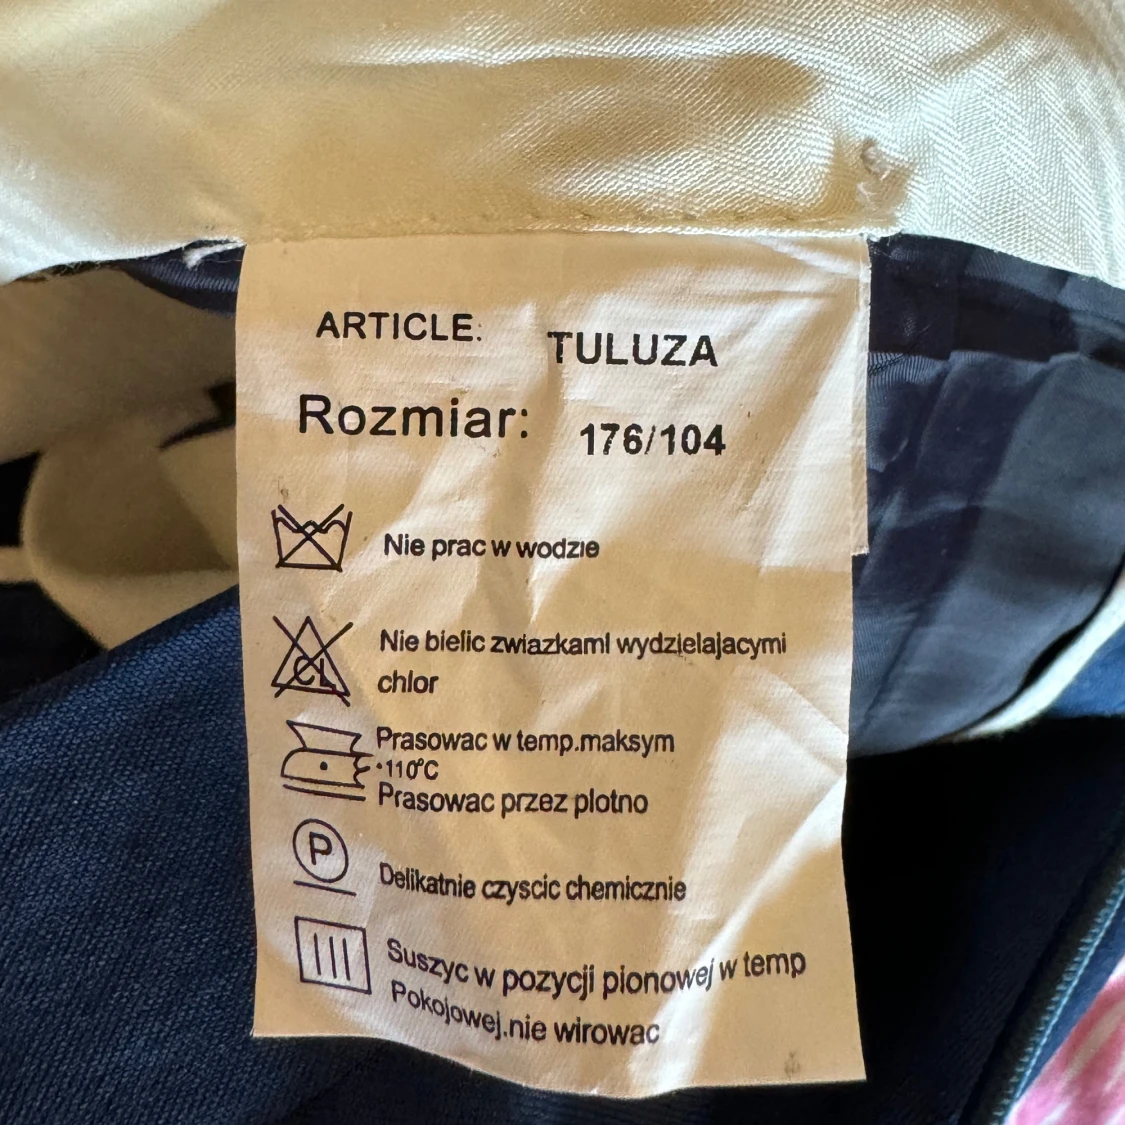 ARTICLE: TULUZA
Rozmiar: 176/104
Nie prac w wodzie
CL
Nie bielic zwiazkamI wydzielajacymi
chlor
Prasowac w temp.maksym
•110°C
Prasowac przez plotno
P
Delikatnie czyscic chemicznie
Suszyc w pozycji pionowej w temp
Pokojowej.nie wirowac